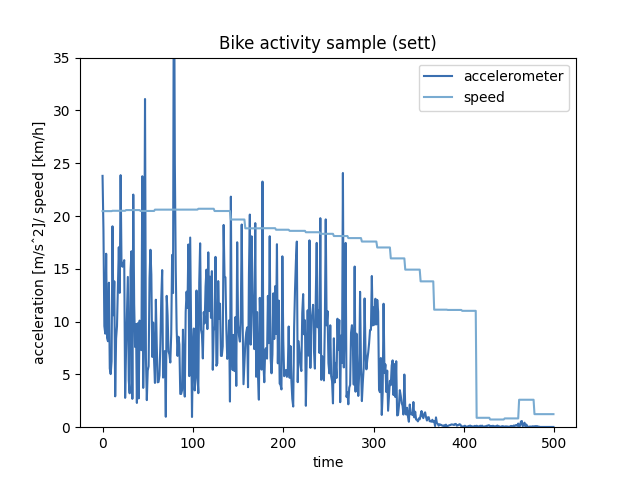 Bike activity sample (sett)
accelerometer
speed
acceleration [m/s^2]/ speed [km/h]
35
30
25
20
15
10
5
0
0 100 200 300 400 500
time